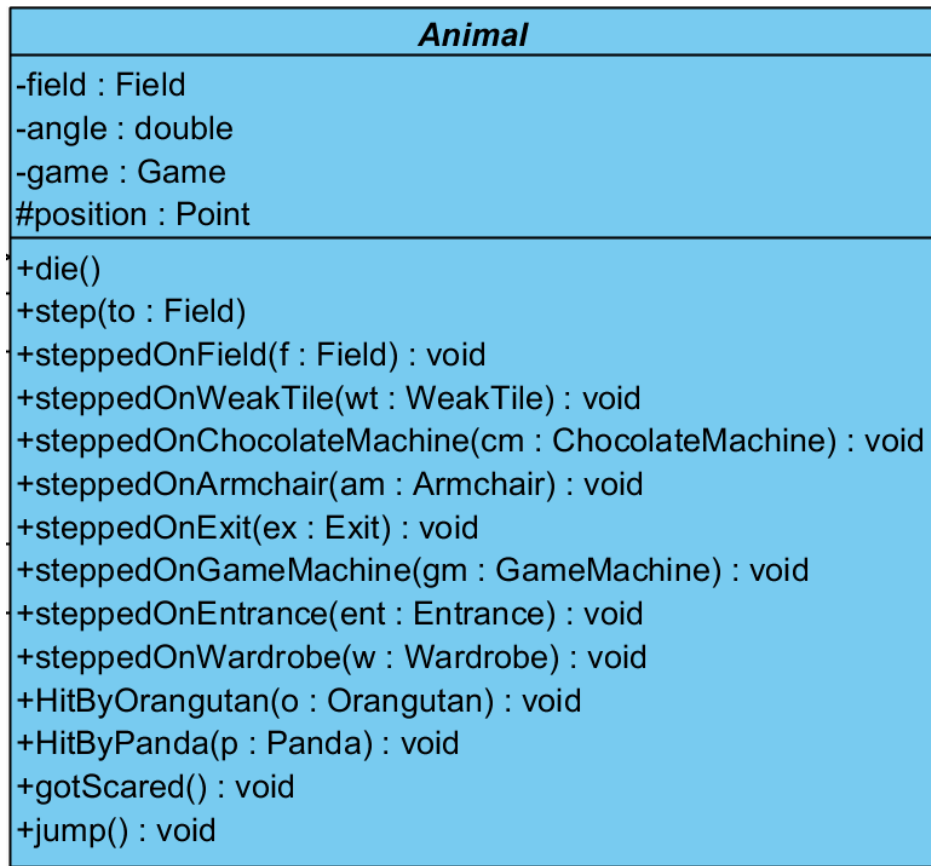 Animal
-field : Field
-angle : double
-game : Game
#position : Point
+die()
+step(to : Field)
+steppedOnField(f : Field) : void
+steppedOnWeakTile(wt : WeakTile) : void
+steppedOnChocolateMachine(cm : ChocolateMachine) : void
+steppedOnArmchair(am : Armchair) : void
+steppedOnExit(ex : Exit) : void
+steppedOnGameMachine(gm : GameMachine) : void
+steppedOnEntrance(ent : Entrance) : void
+steppedOnWardrobe(w : Wardrobe) : void
+HitByOrangutan(o : Orangutan) : void
+HitByPanda(p : Panda) : void
+gotScared() : void
+jump() : void